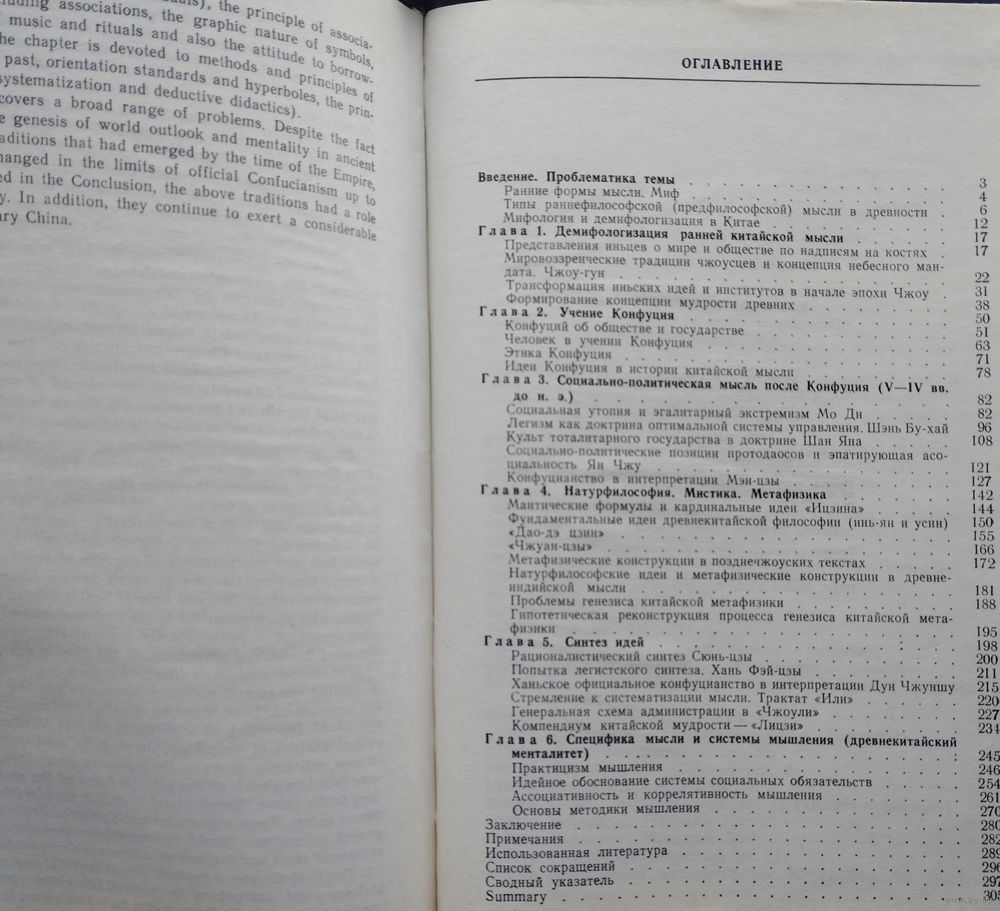 the principle of associa-
associations, the graphic nature of symbols,
music and rituals and also the attitude to borrow-
he chapter is devoted to methods and principles of
past, orientation standards and hyperboles, the prin-
systematization and deductive didactics).
covers a broad range of problems. Despite the fact
e genesis of world outlook and mentality in ancient
aditions that had emerged by the time of the Empire,
hanged in the limits of official Confucianism up to
ed in the Conclusion, the above traditions had a role
y. In addition, they continue to exert a considerable
ary China.
ОГЛАВЛЕНИЕ
Введение. Проблематика темы 3
Ранние формы мысли. Миф 4
Типы раннефилософской (предфилософской) мысли в древности 6
Мифология и демифологизация в Китае 12
Глава 1. Демифологизация ранней китайской мысли 17
Представления иньцев о мире и обществе по надписям на костях 17
Мировоззренческие традиции чжоусцев и концепция небесного ман-
дата. Чжоу-гун 22
Трансформация иньских идей и институтов в начале эпохи Чжоу 31
Формирование концепции мудрости древних 38
Глава 2. Учение Конфуция 50
Конфуций об обществе и государстве 51
Человек в учении Конфуция 63
Этика Конфуция 71
Идеи Конфуция в истории китайской мысли 78
Глава 3. Социально-политическая мысль после Конфуция (V—IV вв.
до н. э.) 82
Социальная утопия и эгалитарный экстремизм Мо Ди 82
Легизм как доктрина оптимальной системы управления. Шэнь Бу-хай 96
Культ тоталитарного государства в доктрине Шан Яна 108
Социально-политические позиции протодаосов и эпатирующая асо-
циальность Ян Чжу 121
Конфуцианство в интерпретации Мэн-цзы 127
Глава 4. Натурфилософия. Мистика. Метафизика 142
Мантические формулы и кардинальные идеи «Ицзина» 144
Фундаментальные идеи древнекитайской философии (инь-ян и усин) 150
«Дао-дэ цзин» 155
«Чжуан-цзы» 166
Метафизические конструкции в позднечжоуских текстах 172
Натурфилософские идеи и метафизические конструкции в древне-
индийской мысли 181
Проблемы генезиса китайской метафизики 188
Гипотетическая реконструкция процесса генезиса китайской мета-
физики 195
Глава 5. Синтез идей 198
Рационалистический синтез Сюнь-цзы 200
Попытка легистского синтеза. Хань Фэй-цзы 211
Ханьское официальное конфуцианство в интерпретации Дун Чжуншу 215
Стремление к систематизации мысли. Трактат «Или» 220
Генеральная схема администрации в «Чжоули» 227
Компендиум китайской мудрости — «Лицзи» 234
Глава 6. Специфика мысли и системы мышления (древнекитайский
менталитет) 245
Практицизм мышления 246
Идейное обоснование системы социальных обязательств 254
Ассоциативность и коррелятивность мышления 261
Основы методики мышления 270
Заключение 280
Примечания 282
Использованная литература 289
Список сокращений 296
Сводный указатель 297
Summary 305